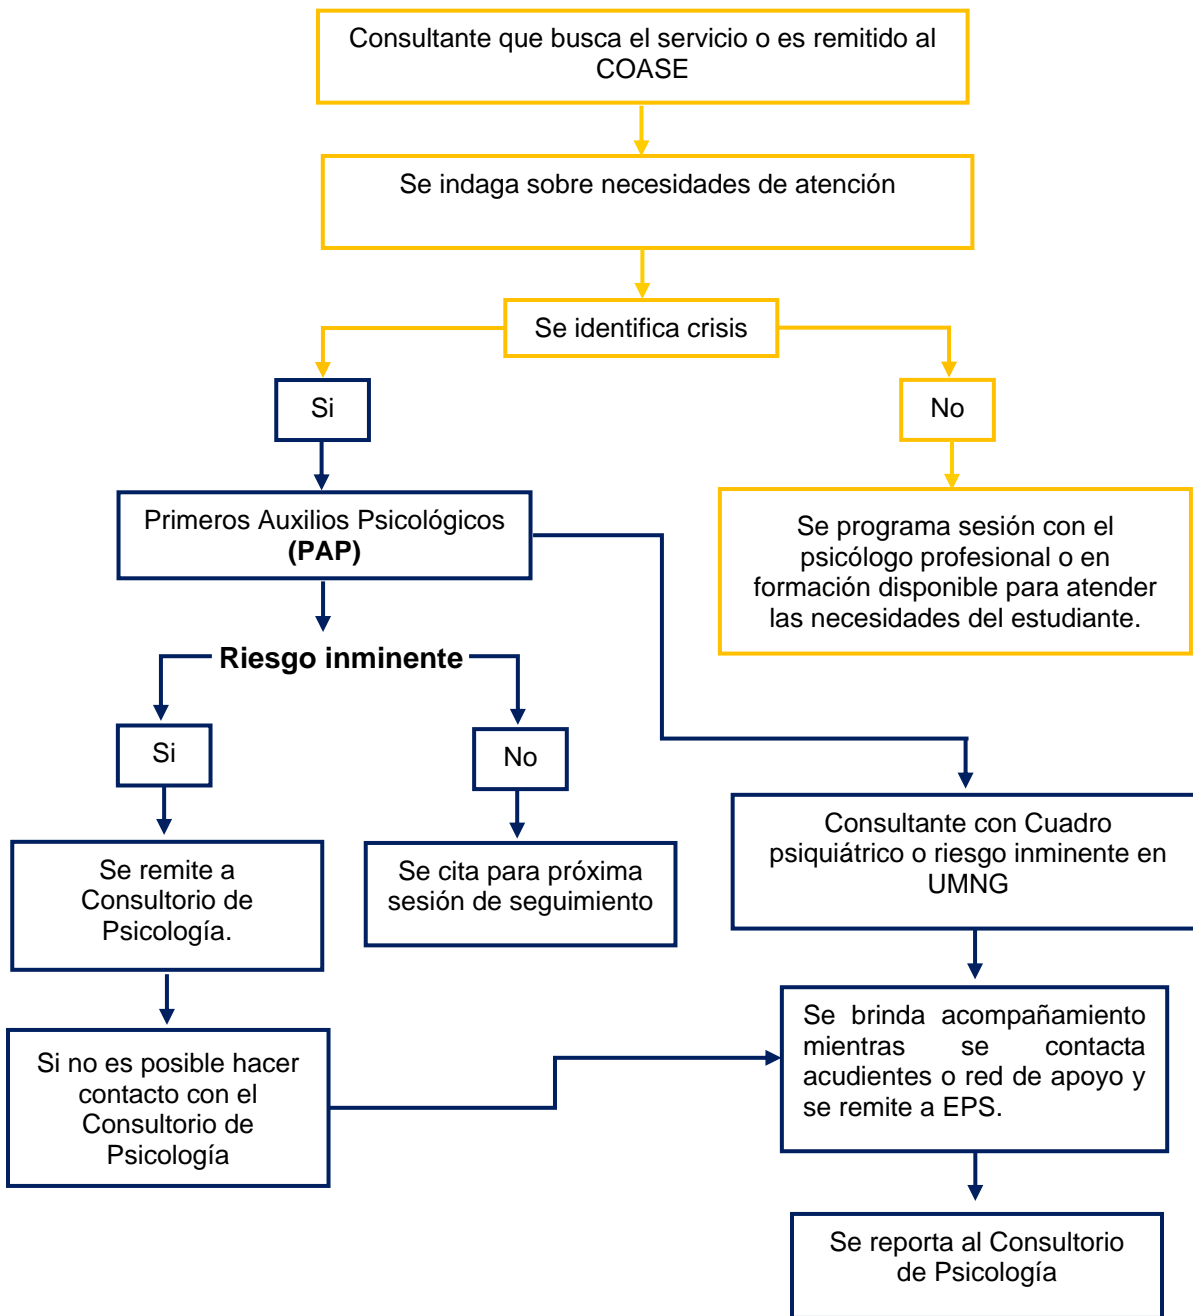 Consultante que busca el servicio o es remitido al
COASE
Se indaga sobre necesidades de atención
Se identifica crisis
Si
No
Primeros Auxilios Psicológicos
(PAP)
Se programa sesión con el
psicólogo profesional o en
formación disponible para atender
las necesidades del estudiante.
Riesgo inminente
Si
No
Consultante con Cuadro
psiquiátrico o riesgo inminente en
UMNG
Se remite a
Consultorio de
Psicología.
Se cita para próxima
sesión de seguimiento
Se brinda acompañamiento
mientras se contacta
acudientes o red de apoyo y
se remite a EPS.
Si no es posible hacer
contacto con el
Consultorio de
Psicología
Se reporta al Consultorio
de Psicología